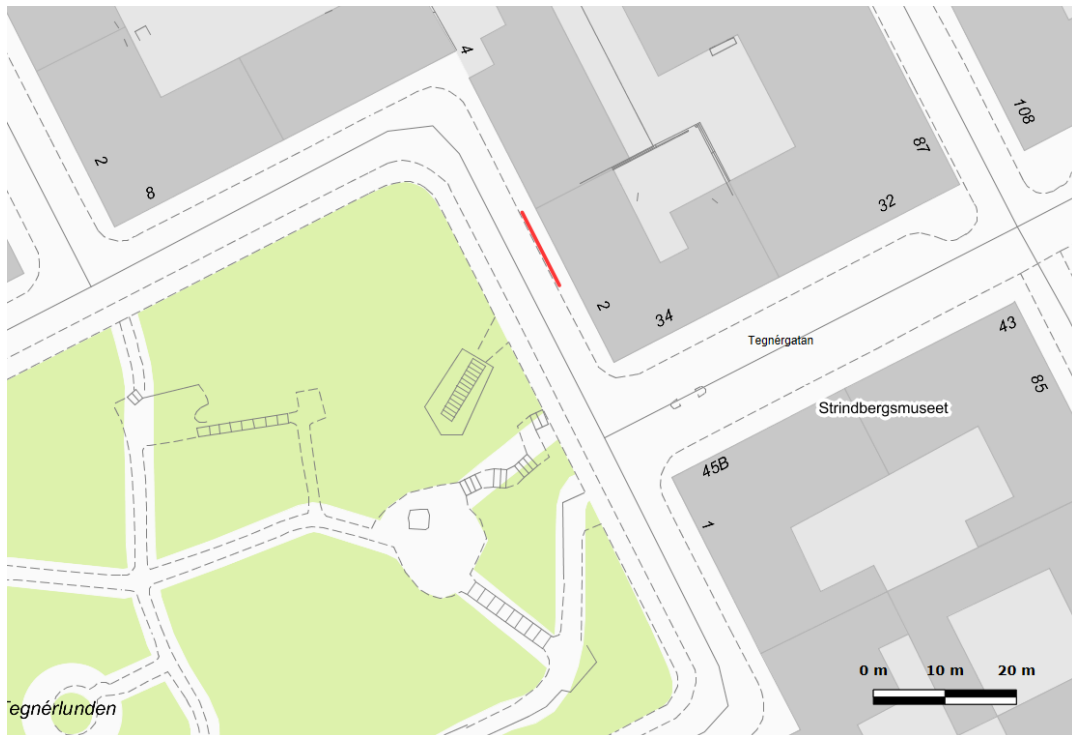 4
108
2
8
87
32
2
34
Tegnérgatan
43
85
Strindbergsmuseet
45B
1
0 m 10 m 20 m
Tegnérlunden